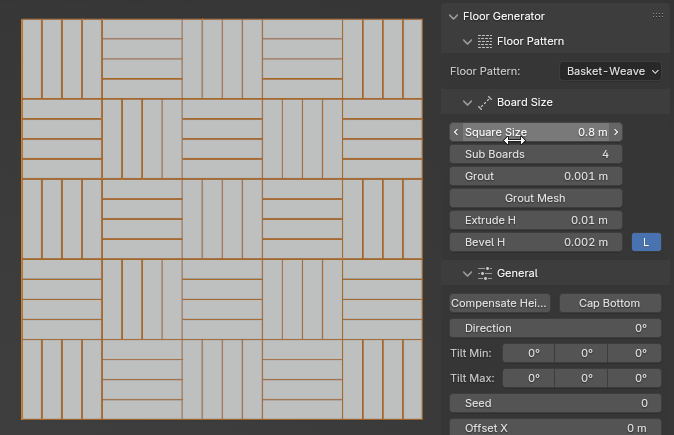 Floor Generator
Floor Pattern
Floor Pattern: Basket-Weave
Board Size
Square Size 0.8 m
Sub Boards 4
Grout 0.001 m
Grout Mesh
Extrude H 0.01 m
Bevel H 0.002 m L
General
Compensate Hei... Cap Bottom
Direction 0°
Tilt Min: 0° 0° 0°
Tilt Max: 0° 0° 0°
Seed 0
Offset X 0 m